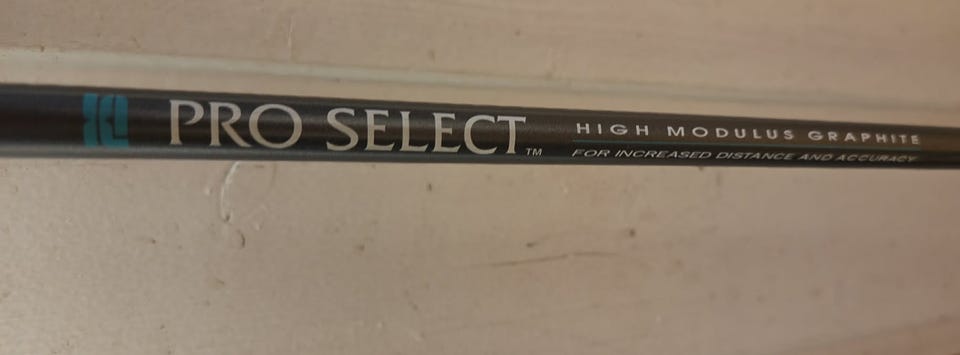 PRO SELECT™
HIGH MODULUS GRAPHITE
FOR INCREASED DISTANCE AND ACCURACY